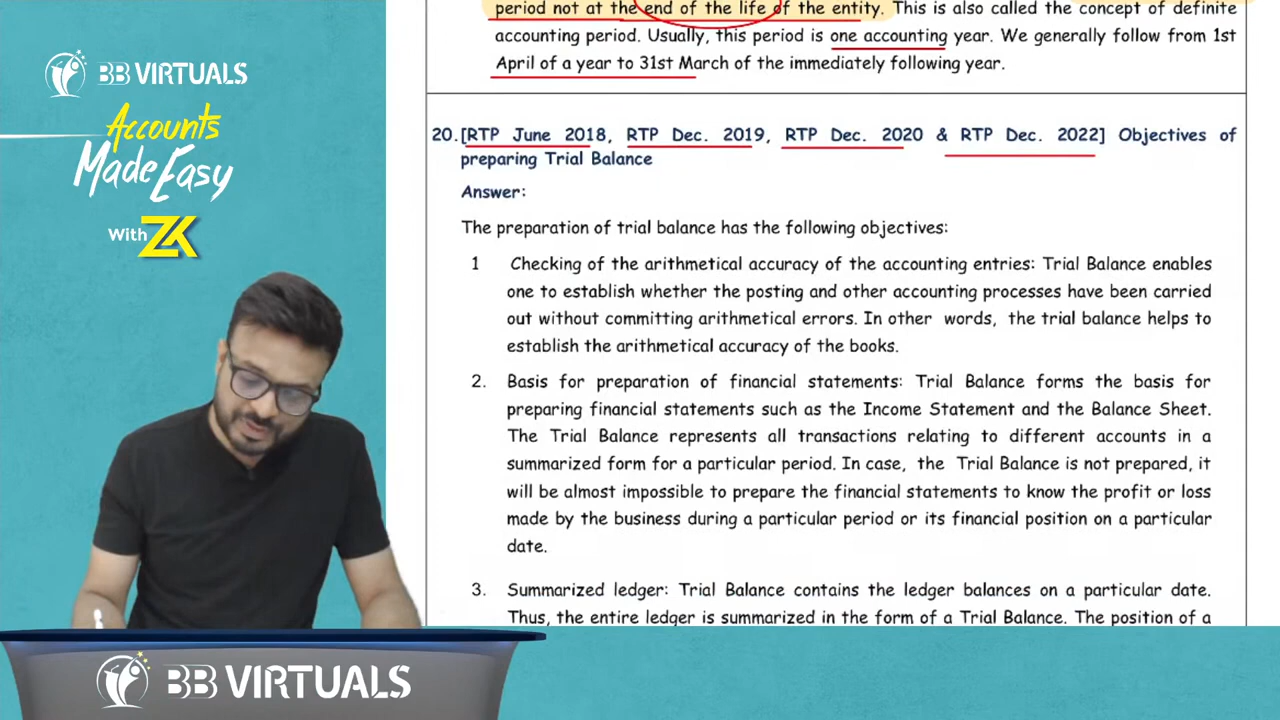 BB VIRTUALS
Accounts
Made Easy
With ZK
period not at the end of the life of the entity. This is also called the concept of definite
accounting period. Usually, this period is one accounting year. We generally follow from 1st
April of a year to 31st March of the immediately following year.
20.[RTP June 2018, RTP Dec. 2019, RTP Dec. 2020 & RTP Dec. 2022] Objectives of
preparing Trial Balance
Answer:
The preparation of trial balance has the following objectives:
1 Checking of the arithmetical accuracy of the accounting entries: Trial Balance enables
one to establish whether the posting and other accounting processes have been carried
out without committing arithmetical errors. In other words, the trial balance helps to
establish the arithmetical accuracy of the books.
2. Basis for preparation of financial statements: Trial Balance forms the basis for
preparing financial statements such as the Income Statement and the Balance Sheet.
The Trial Balance represents all transactions relating to different accounts in a
summarized form for a particular period. In case, the Trial Balance is not prepared, it
will be almost impossible to prepare the financial statements to know the profit or loss
made by the business during a particular period or its financial position on a particular
date.
3. Summarized ledger: Trial Balance contains the ledger balances on a particular date.
Thus, the entire ledger is summarized in the form of a Trial Balance. The position of a
BB VIRTUALS